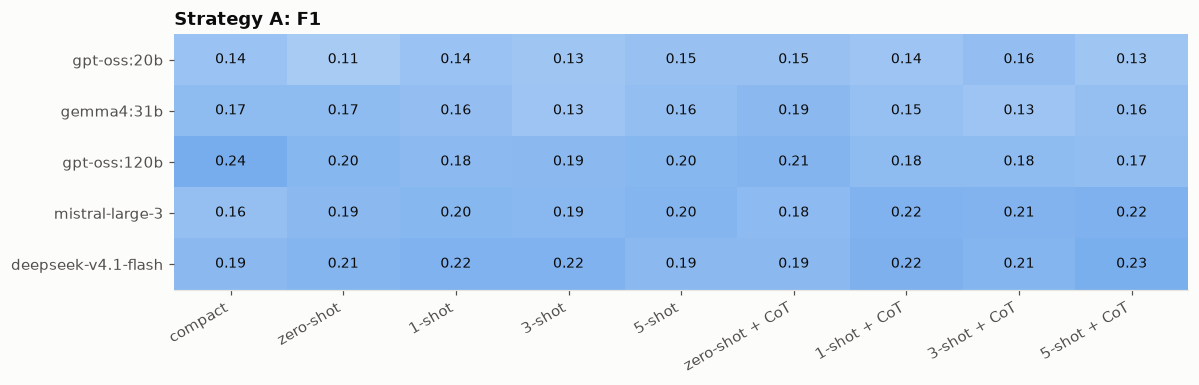 Strategy A: F1
gpt-oss:20b 0.14 0.11 0.14 0.13 0.15 0.15 0.14 0.16 0.13
gemma4:31b 0.17 0.17 0.16 0.13 0.16 0.19 0.15 0.13 0.16
gpt-oss:120b 0.24 0.20 0.18 0.19 0.20 0.21 0.18 0.18 0.17
mistral-large-3 0.16 0.19 0.20 0.19 0.20 0.18 0.22 0.21 0.22
deepseek-v4.1-flash 0.19 0.21 0.22 0.22 0.19 0.19 0.22 0.21 0.23
compact zero-shot 1-shot 3-shot 5-shot zero-shot + CoT 1-shot + CoT 3-shot + CoT 5-shot + CoT